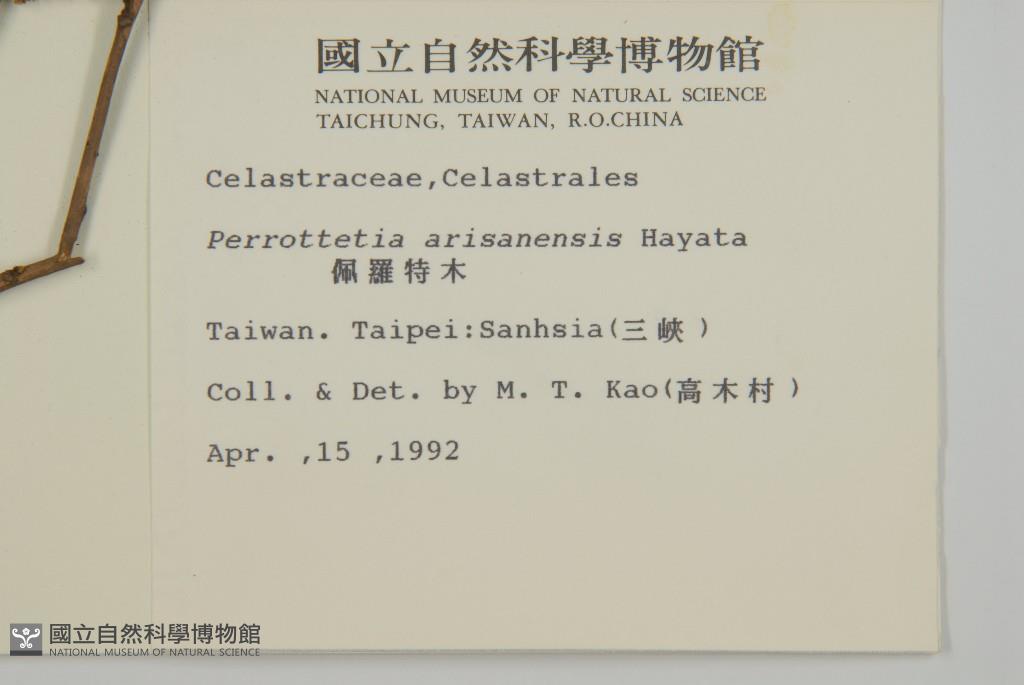 國立自然科學博物館
NATIONAL MUSEUM OF NATURAL SCIENCE
TAICHUNG, TAIWAN, R.O.CHINA
Celastraceae,Celastrales
Perrottetia arisanensis Hayata
佩羅特木
Taiwan. Taipei:Sanhsia(三峽)
Coll. & Det. by M. T. Kao(高木村)
Apr. ,15 ,1992
國立自然科學博物館
NATIONAL MUSEUM OF NATURAL SCIENCE